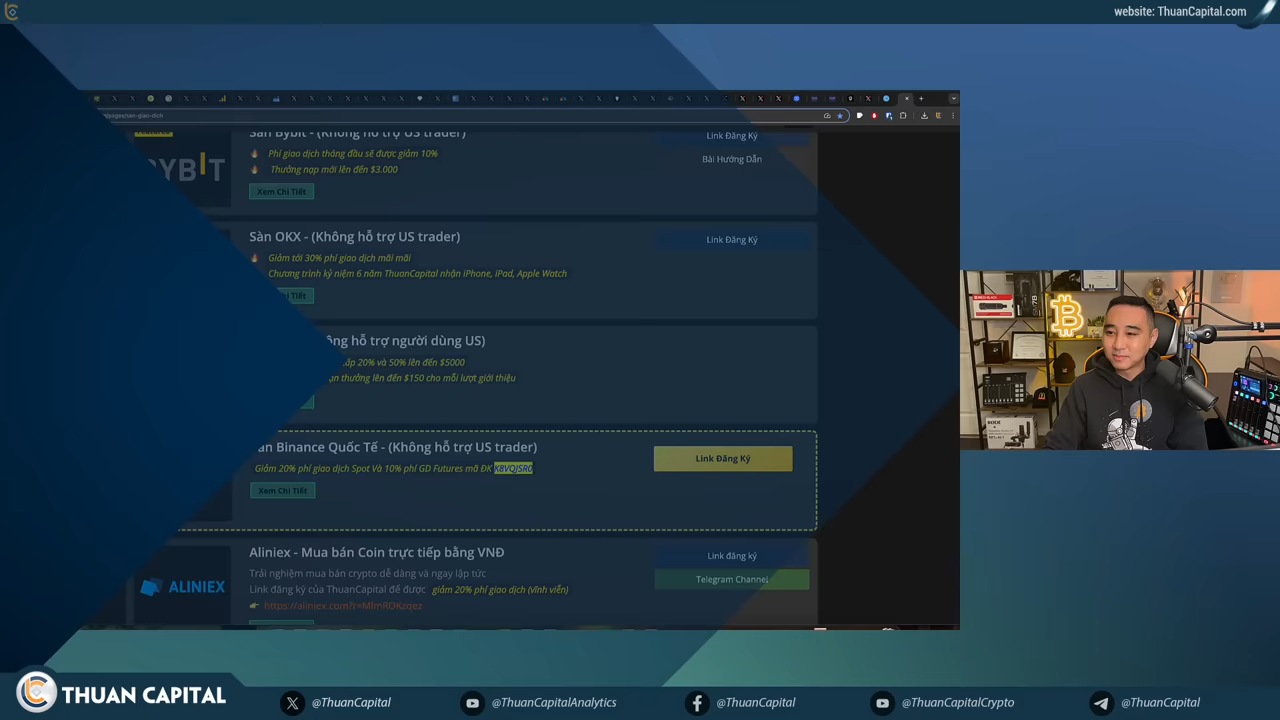 website: ThuanCapital.com
Sàn Bybit - (Không hỗ trợ US trader)
Phí giao dịch tháng đầu sẽ được giảm 10%
Thưởng nạp mới lên đến $3.000
Xem Chi Tiết
Link Đăng Ký
Bài Hướng Dẫn
YBIT
Sàn OKX - (Không hỗ trợ US trader)
Giảm tới 30% phí giao dịch mãi mãi
Chương trình kỷ niệm 6 năm ThuanCapital nhận iPhone, iPad, Apple Watch
Link Đăng Ký
hỗ trợ người dùng US)
20% và 50% lên đến $5000
thưởng lên đến $150 cho mỗi lượt giới thiệu
Binance Quốc Tế - (Không hỗ trợ US trader)
Giảm 20% phí giao dịch Spot Và 10% phí GD Futures mã ĐK K8VQJSR0
Xem Chi Tiết
Link Đăng Ký
ALINIEX
Aliniex - Mua bán Coin trực tiếp bằng VNĐ
Trải nghiệm mua bán crypto dễ dàng và ngay lập tức
Link đăng ký của ThuanCapital để được giảm 20% phí giao dịch (vĩnh viễn)
Link đăng ký
Telegram Channel
THUAN CAPITAL
@ThuanCapital
@ThuanCapitalAnalytics
@ThuanCapital
@ThuanCapitalCrypto
@ThuanCapital